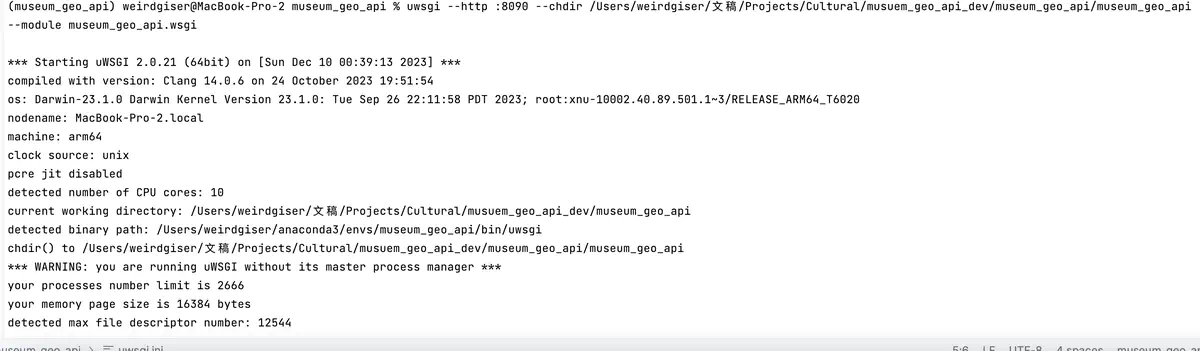 (museum_geo_api) weirdgiser@MacBook-Pro-2 museum_geo_api % uwsgi --http :8090 --chdir /Users/weirdgiser/文稿/Projects/Cultural/musuem_geo_api_dev/museum_geo_api/museum_geo_api
--module museum_geo_api.wsgi
*** Starting uWSGI 2.0.21 (64bit) on [Sun Dec 10 00:39:13 2023] ***
compiled with version: Clang 14.0.6 on 24 October 2023 19:51:54
os: Darwin-23.1.0 Darwin Kernel Version 23.1.0: Tue Sep 26 22:11:58 PDT 2023; root:xnu-10002.40.89.501.1~3/RELEASE_ARM64_T6020
nodename: MacBook-Pro-2.local
machine: arm64
clock source: unix
pcre jit disabled
detected number of CPU cores: 10
current working directory: /Users/weirdgiser/文稿/Projects/Cultural/musuem_geo_api_dev/museum_geo_api
detected binary path: /Users/weirdgiser/anaconda3/envs/museum_geo_api/bin/uwsgi
chdir() to /Users/weirdgiser/文稿/Projects/Cultural/musuem_geo_api_dev/museum_geo_api/museum_geo_api
*** WARNING: you are running uWSGI without its master process manager ***
your processes number limit is 2666
your memory page size is 16384 bytes
detected max file descriptor number: 12544
uwsgi.ini 5:6 LF UTF-8 4 spaces